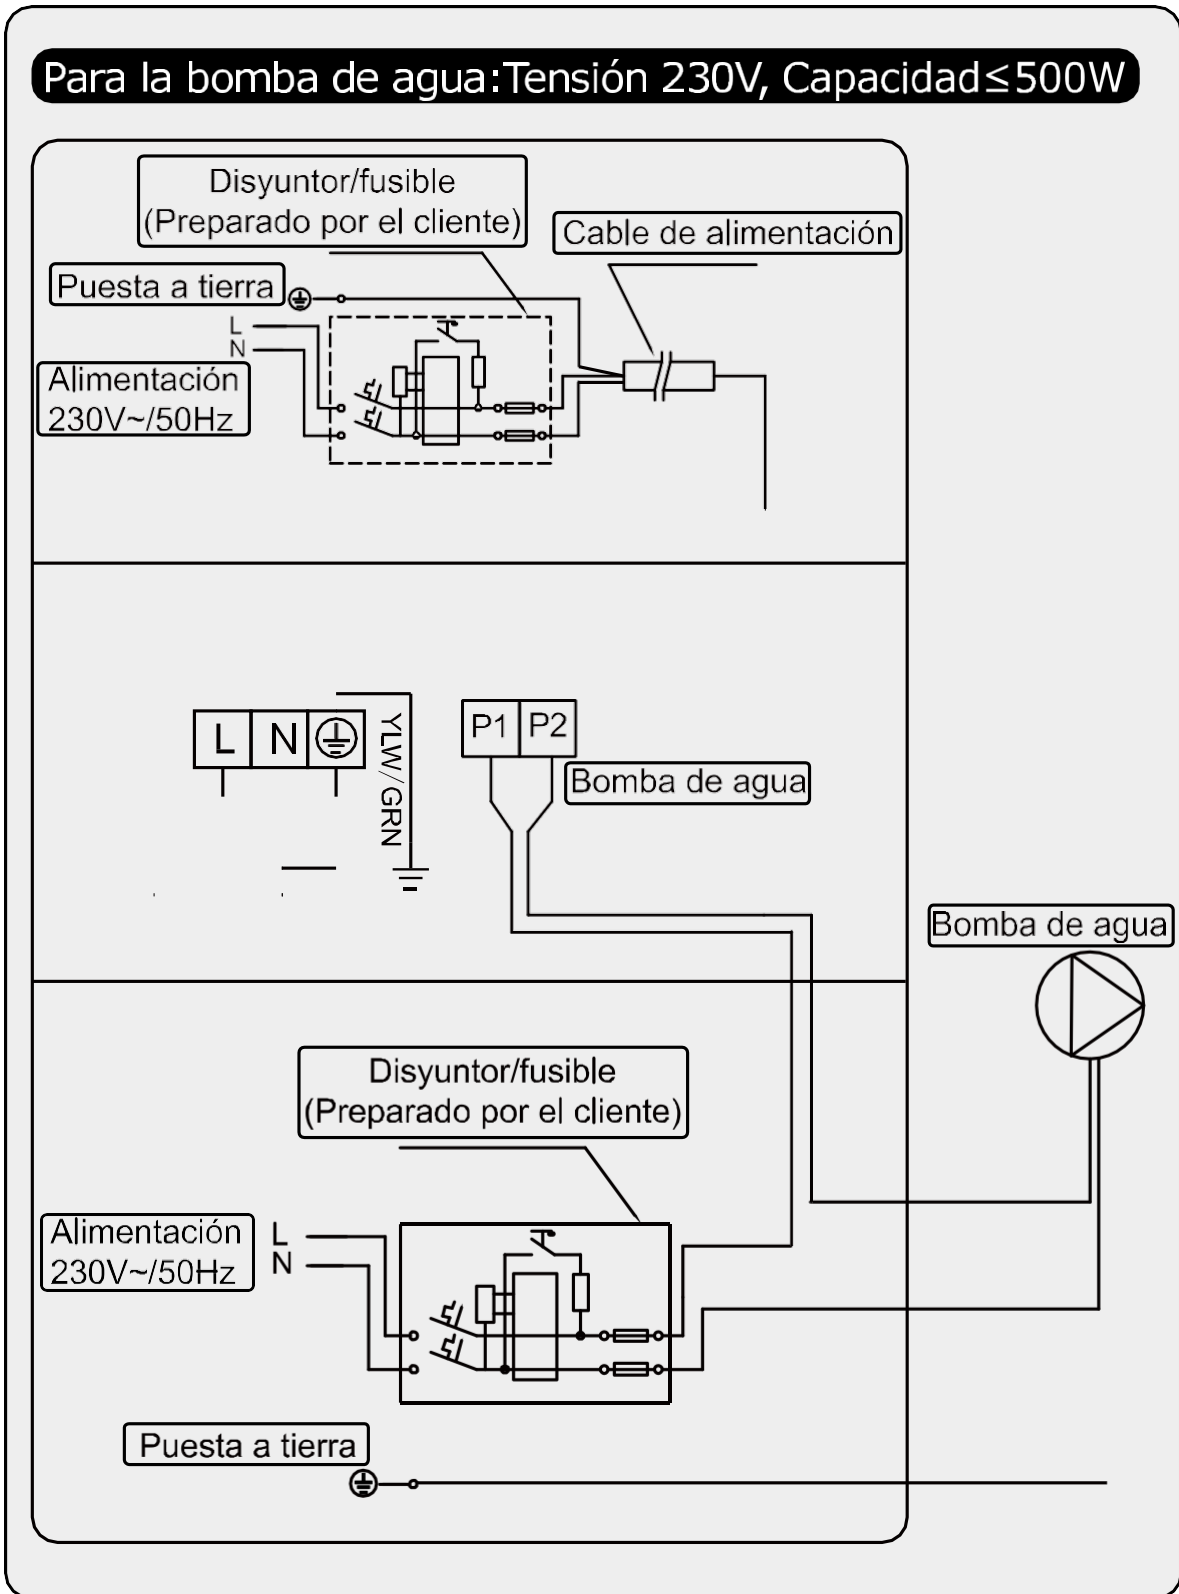 Para la bomba de agua:Tensión 230V, Capacidad≤500W
Disyuntor/fusible
(Preparado por el cliente)
Cable de alimentación
Puesta a tierra
L
N
Alimentación
230V~/50Hz
L N
YLW/GRN
P1 P2
Bomba de agua
Bomba de agua
Disyuntor/fusible
(Preparado por el cliente)
Alimentación
230V~/50Hz
L
N
Puesta a tierra